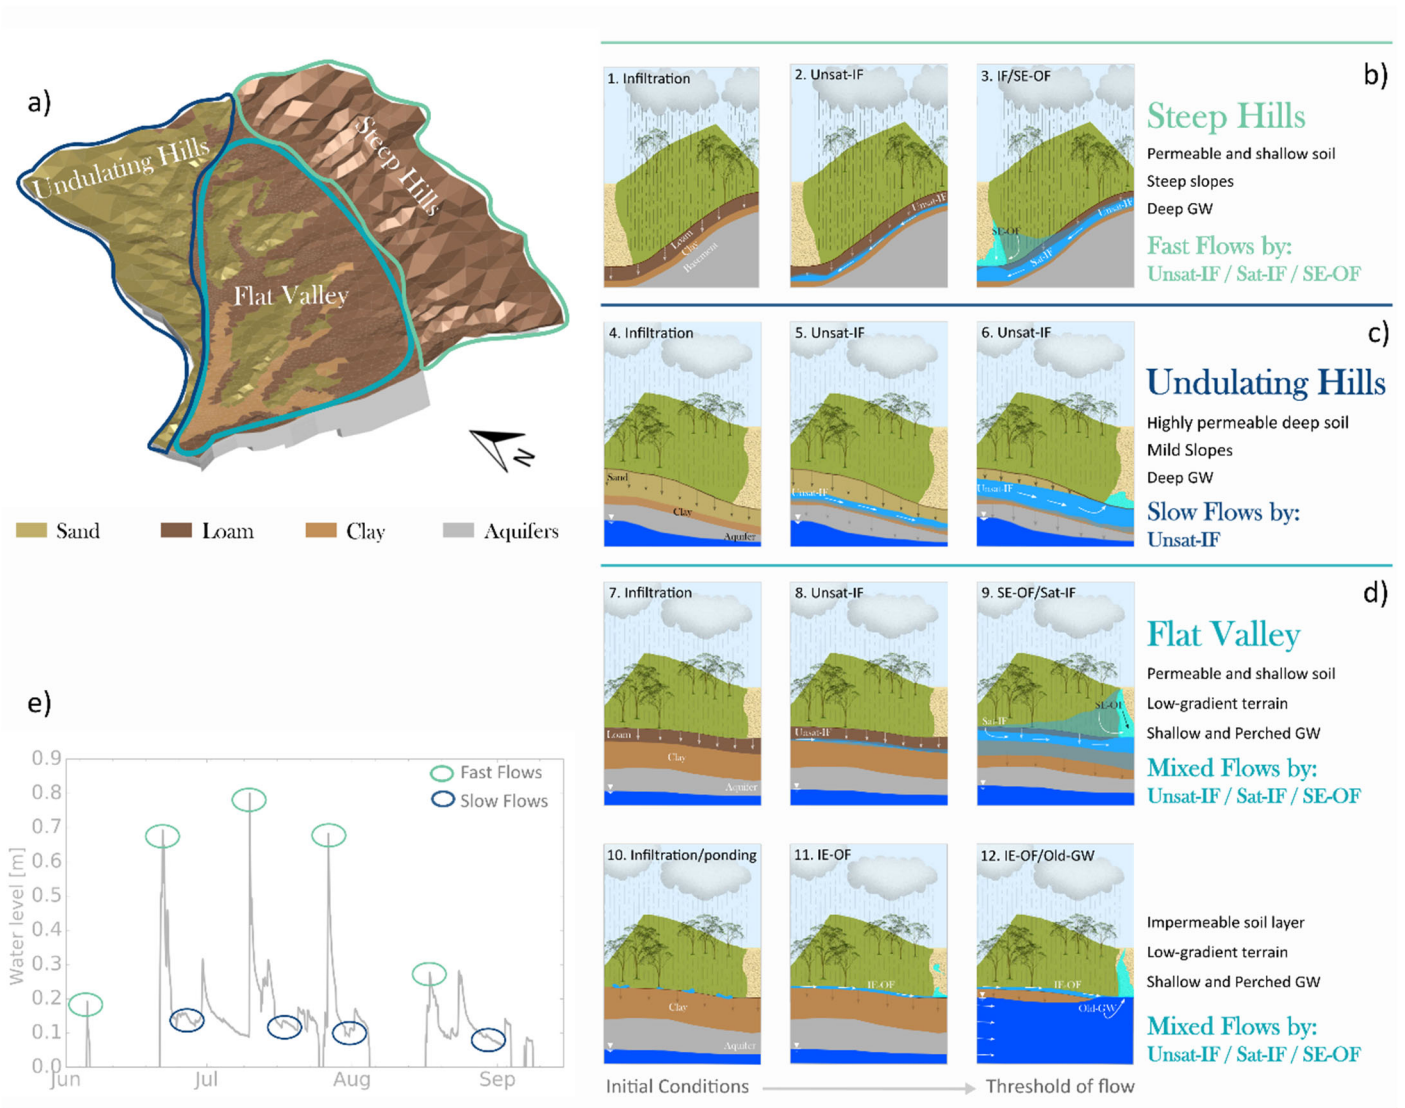 a)
Undulating Hills
Steep Hills
Flat Valley
N
Sand
Loam
Clay
Aquifers
b)
1. Infiltration
Loam
Clay
Basement
2. Unsat-IF
Unsat-IF
3. IF/SE-OF
Unsat-IF
SE-OF
Sat-IF
Steep Hills
Permeable and shallow soil
Steep slopes
Deep GW
Fast Flows by:
Unsat-IF / Sat-IF / SE-OF
c)
4. Infiltration
Sand
Clay
Aquifer
5. Unsat-IF
Unsat-IF
6. Unsat-IF
Unsat-IF
Undulating Hills
Highly permeable deep soil
Mild Slopes
Deep GW
Slow Flows by:
Unsat-IF
d)
7. Infiltration
Loam
Clay
Aquifer
8. Unsat-IF
Unsat-IF
9. SE-OF/Sat-IF
SE-OF
Sat-IF
Flat Valley
Permeable and shallow soil
Low-gradient terrain
Shallow and Perched GW
Mixed Flows by:
Unsat-IF / Sat-IF / SE-OF
10. Infiltration/ponding
Clay
Aquifer
11. IE-OF
IE-OF
12. IE-OF/Old-GW
IE-OF
Old-GW
Impermeable soil layer
Low-gradient terrain
Shallow and Perched GW
Mixed Flows by:
Unsat-IF / Sat-IF / SE-OF
Initial Conditions
Threshold of flow
e)
Fast Flows
Slow Flows
Water level [m]
0.9
0.8
0.7
0.6
0.5
0.4
0.3
0.2
0.1
0.0
Jun
Jul
Aug
Sep